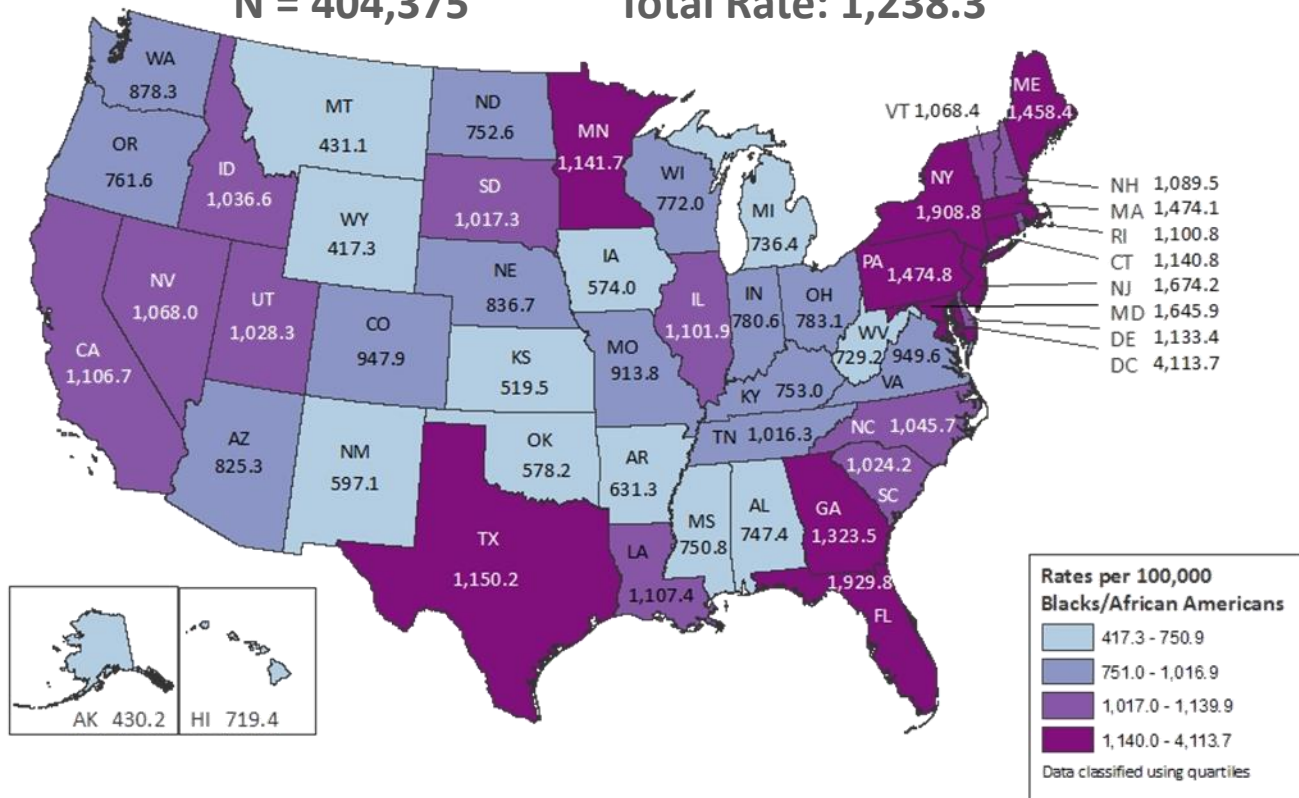 N = 404,375 Total Rate: 1,238.3
WA
878.3
MT
431.1
ND
752.6
MN
1,141.7
VT 1,068.4
ME
1,458.4
OR
761.6
ID
1,036.6
SD
1,017.3
WI
772.0
NY
1,908.8
NH 1,089.5
MA 1,474.1
RI 1,100.8
CT 1,140.8
NJ 1,674.2
MD 1,645.9
DE 1,133.4
DC 4,113.7
WY
417.3
MI
736.4
IA
574.0
PA 1,474.8
NV
1,068.0
UT
1,028.3
NE
836.7
IL
1,101.9
IN
780.6
OH
783.1
CA
1,106.7
CO
947.9
KS
519.5
MO
913.8
WV
729.2
949.6
VA
KY 753.0
AZ
825.3
NM
597.1
OK
578.2
AR
631.3
TN 1,016.3
NC 1,045.7
1,024.2
SC
MS
750.8
AL
747.4
GA
1,323.5
TX
1,150.2
LA
1,107.4
1,929.8
FL
AK 430.2
HI 719.4
Rates per 100,000
Blacks/African Americans
417.3 - 750.9
751.0 - 1,016.9
1,017.0 - 1,139.9
1,140.0 - 4,113.7
Data classified using quartiles